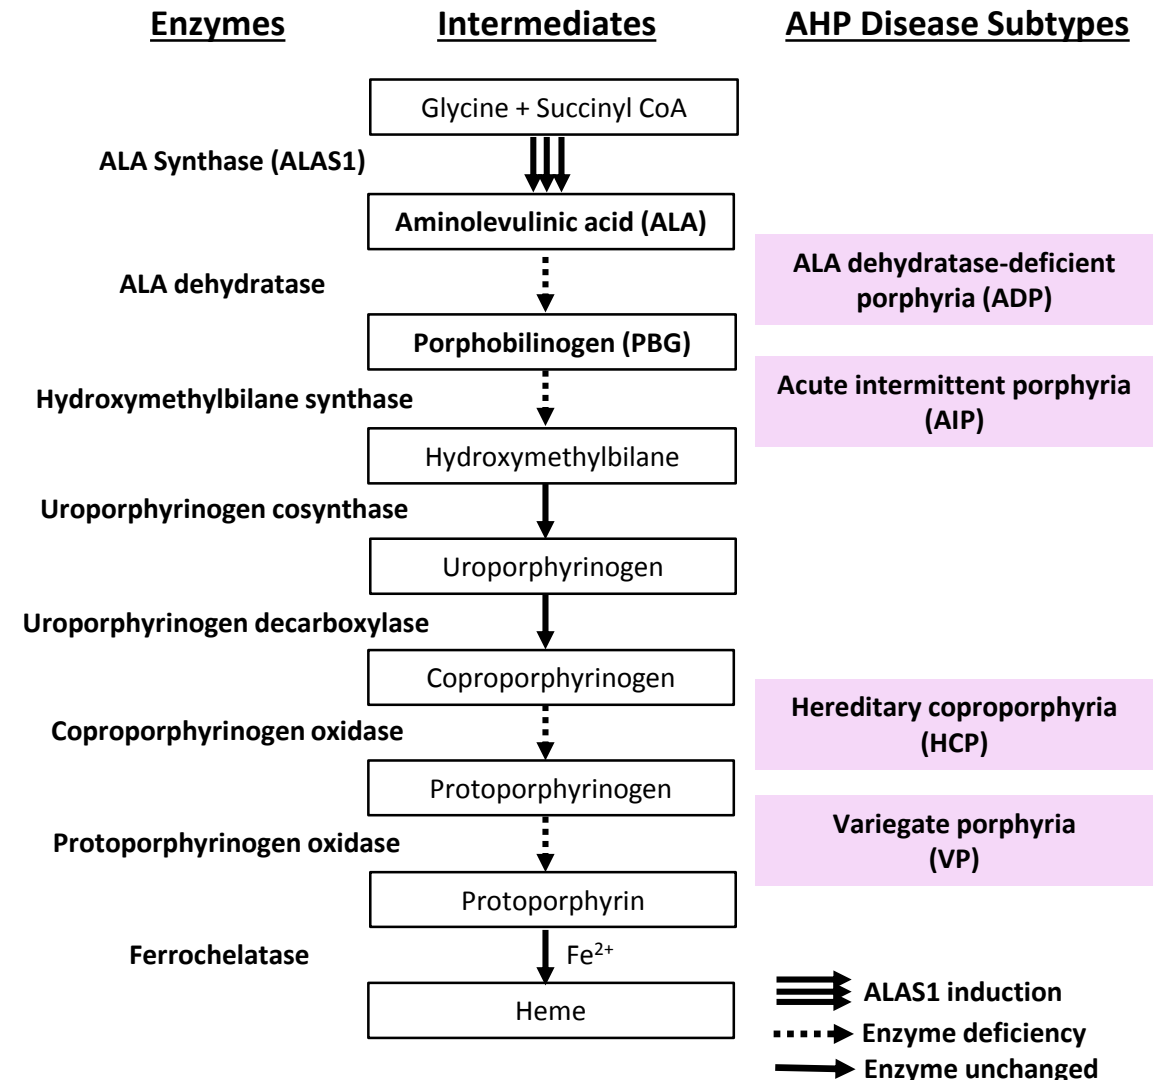 Enzymes
Intermediates
AHP Disease Subtypes
Glycine + Succinyl CoA
ALA Synthase (ALAS1)
Aminolevulinic acid (ALA)
ALA dehydratase
ALA dehydratase-deficient
porphyria (ADP)
Porphobilinogen (PBG)
Hydroxymethylbilane synthase
Acute intermittent porphyria
(AIP)
Hydroxymethylbilane
Uroporphyrinogen cosynthase
Uroporphyrinogen
Uroporphyrinogen decarboxylase
Coproporphyrinogen
Coproporphyrinogen oxidase
Hereditary coproporphyria
(HCP)
Protoporphyrinogen
Protoporphyrinogen oxidase
Variegate porphyria
(VP)
Protoporphyrin
Ferrochelatase
Fe²⁺
Heme
ALAS1 induction
Enzyme deficiency
Enzyme unchanged